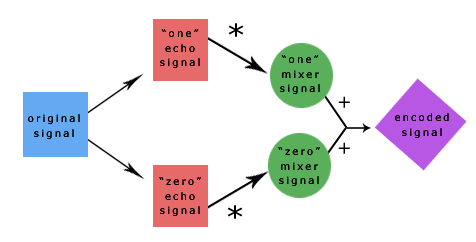 "one"
echo
signal
*
"one"
mixer
signal
+
original
signal
encoded
signal
+
"zero"
mixer
signal
"zero"
echo
signal
*